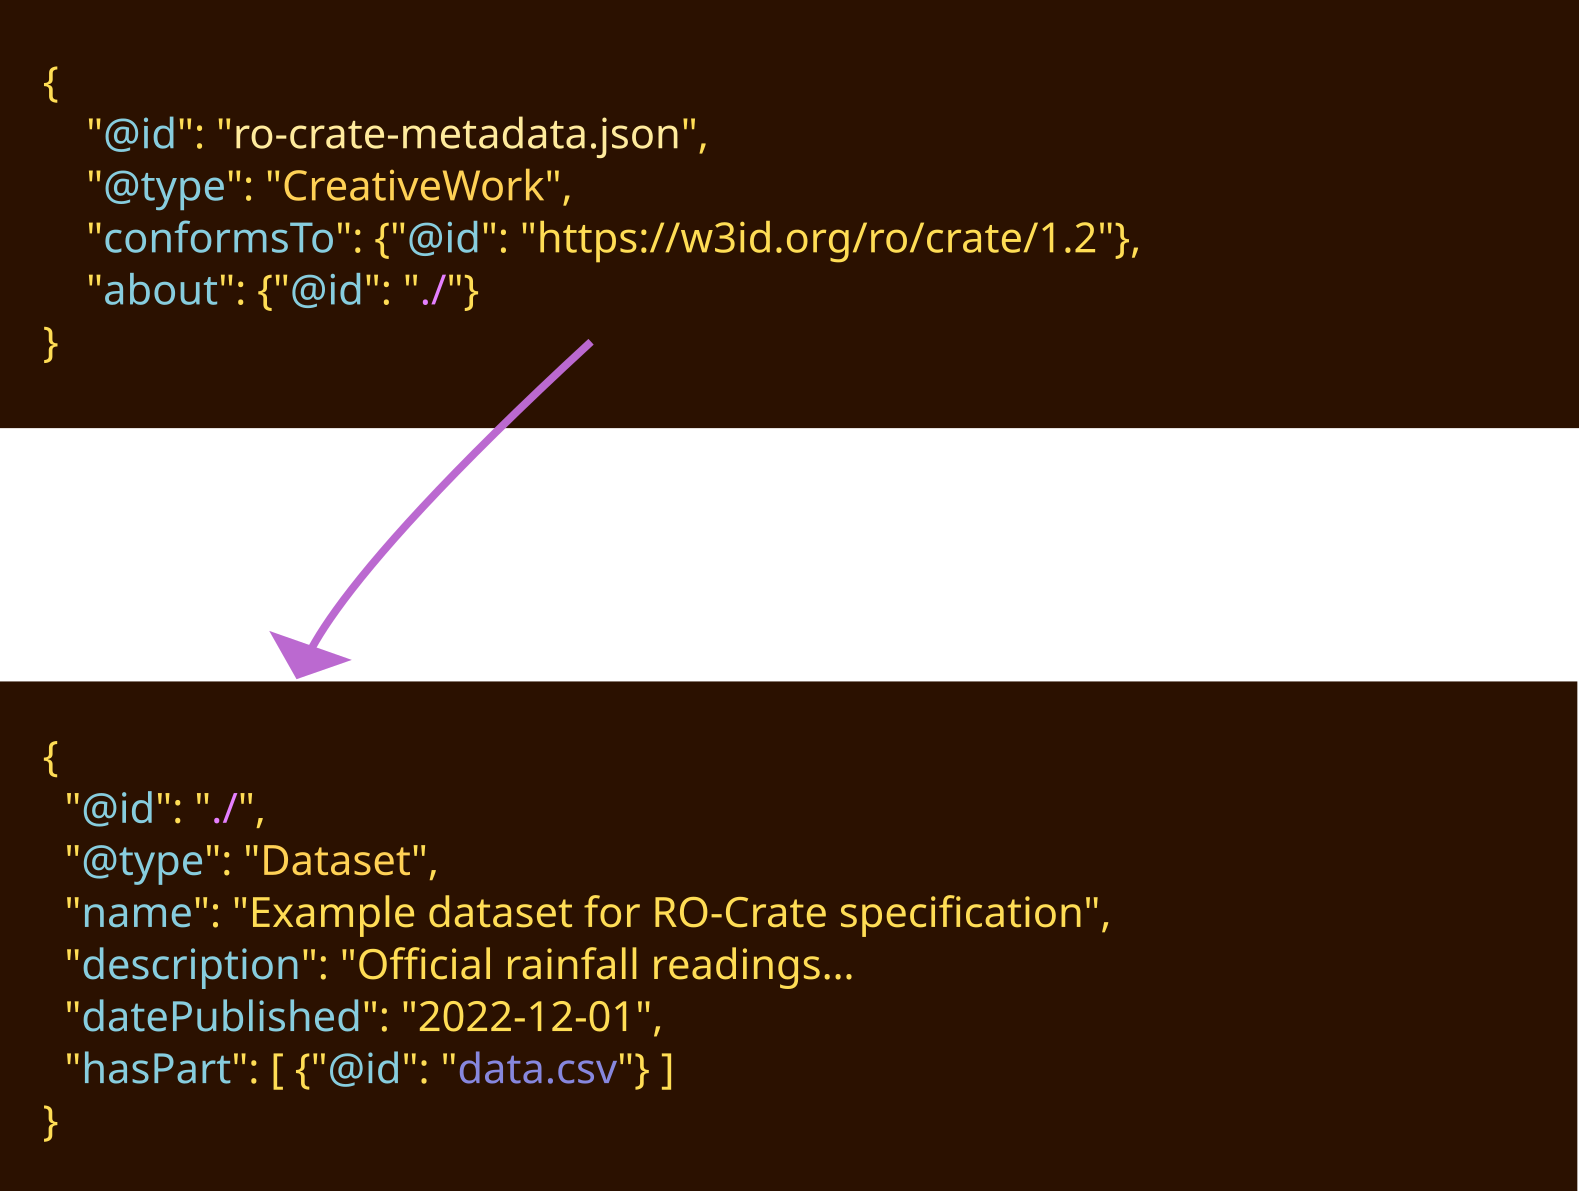 {
"@id": "ro-crate-metadata.json",
"@type": "CreativeWork",
"conformsTo": {"@id": "https://w3id.org/ro/crate/1.2"},
"about": {"@id": "./"}
}
{
"@id": "./",
"@type": "Dataset",
"name": "Example dataset for RO-Crate specification",
"description": "Official rainfall readings...
"datePublished": "2022-12-01",
"hasPart": [ {"@id": "data.csv"} ]
}